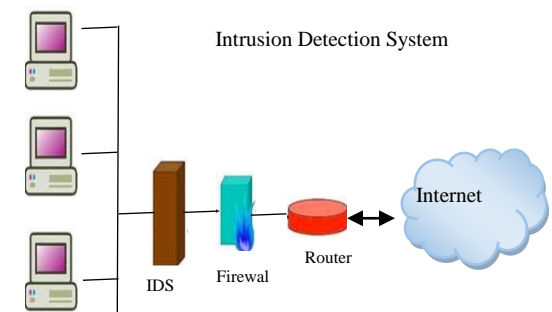 Intrusion Detection System
Internet
Router
Firewal
IDS